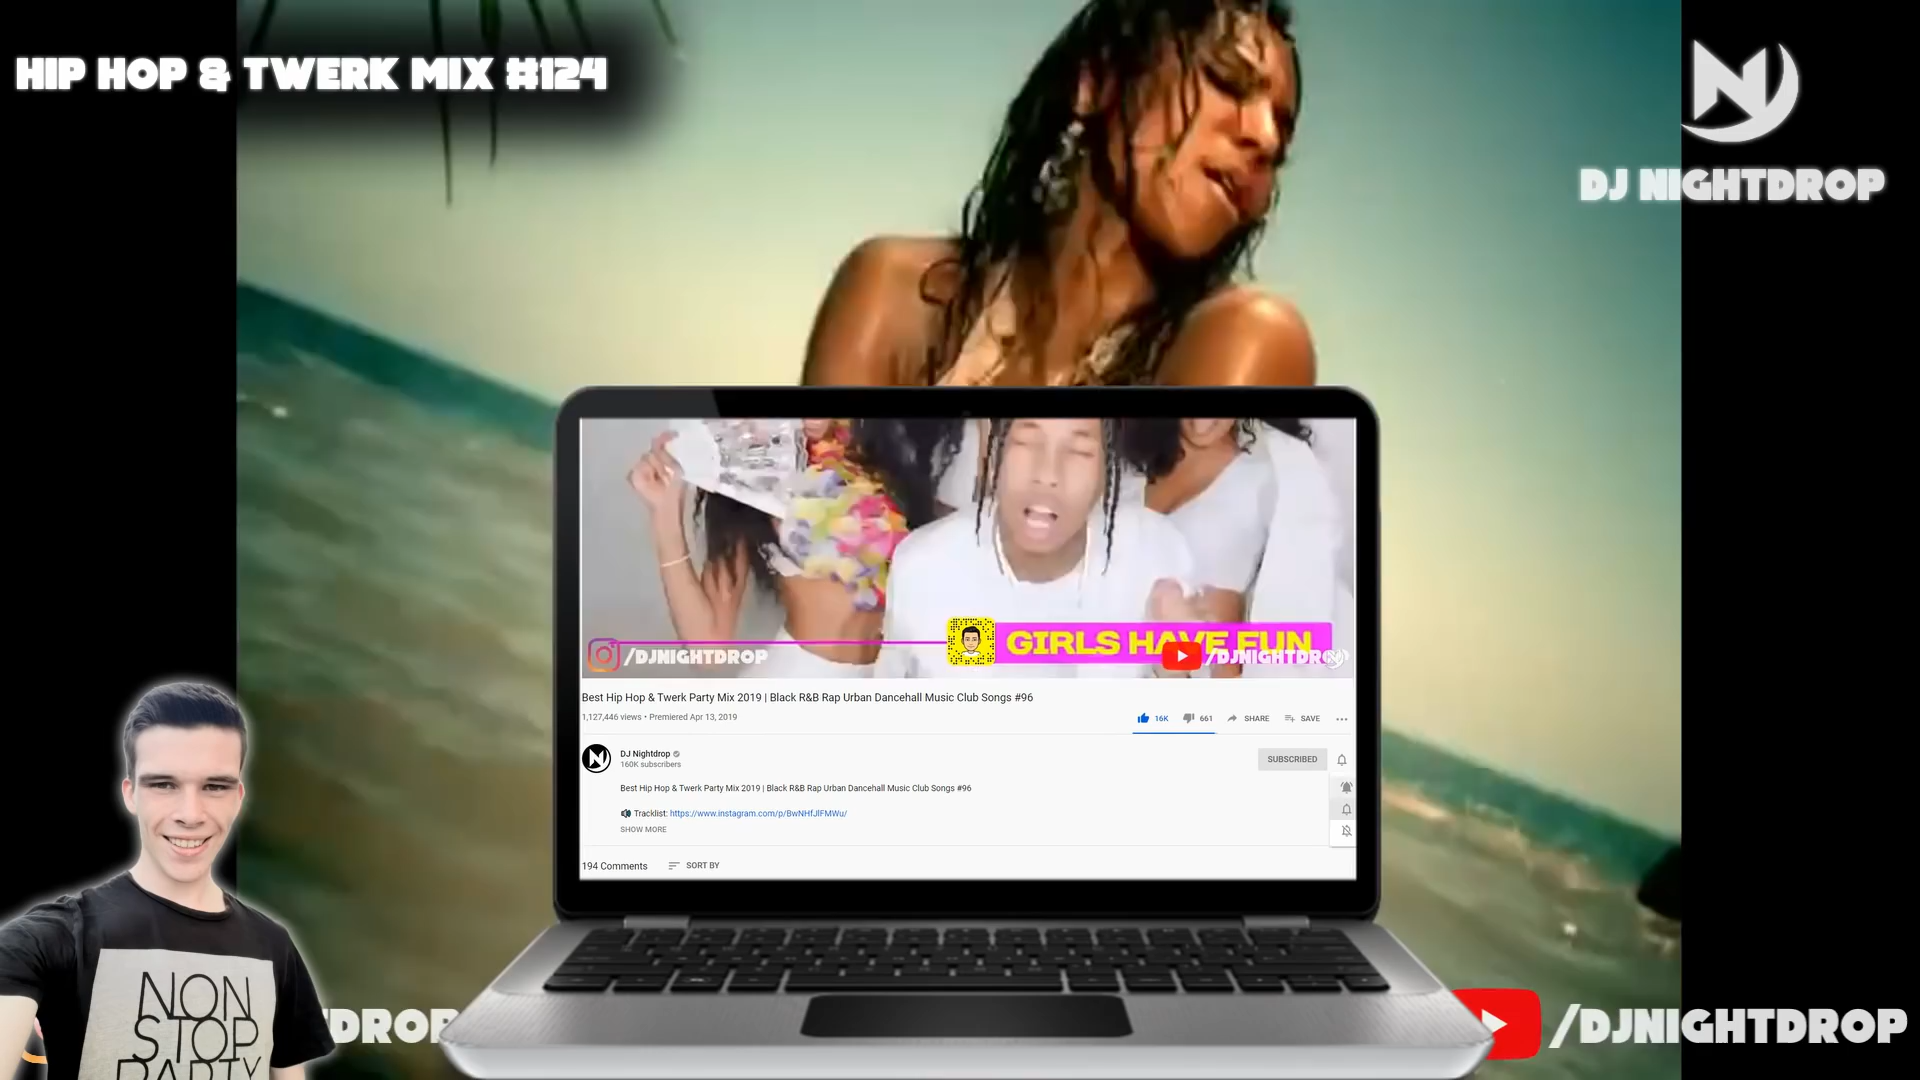 HIP HOP & TWERK MIX #124
DJ NIGHTDROP
/DJNIGHTDROP
GIRLS HAVE FUN
/DJNIGHTDR
Best Hip Hop & Twerk Party Mix 2019 | Black R&B Rap Urban Dancehall Music Club Songs #96
1,127,446 views • Premiered Apr 13, 2019
16K
661
SHARE
SAVE
DJ Nightdrop
160K subscribers
SUBSCRIBED
Best Hip Hop & Twerk Party Mix 2019 | Black R&B Rap Urban Dancehall Music Club Songs #96
Tracklist: https://www.instagram.com/p/BwNHfJlFMWu/
SHOW MORE
194 Comments
SORT BY
NON
STOP
PARTY
DROP
/DJNIGHTDROP